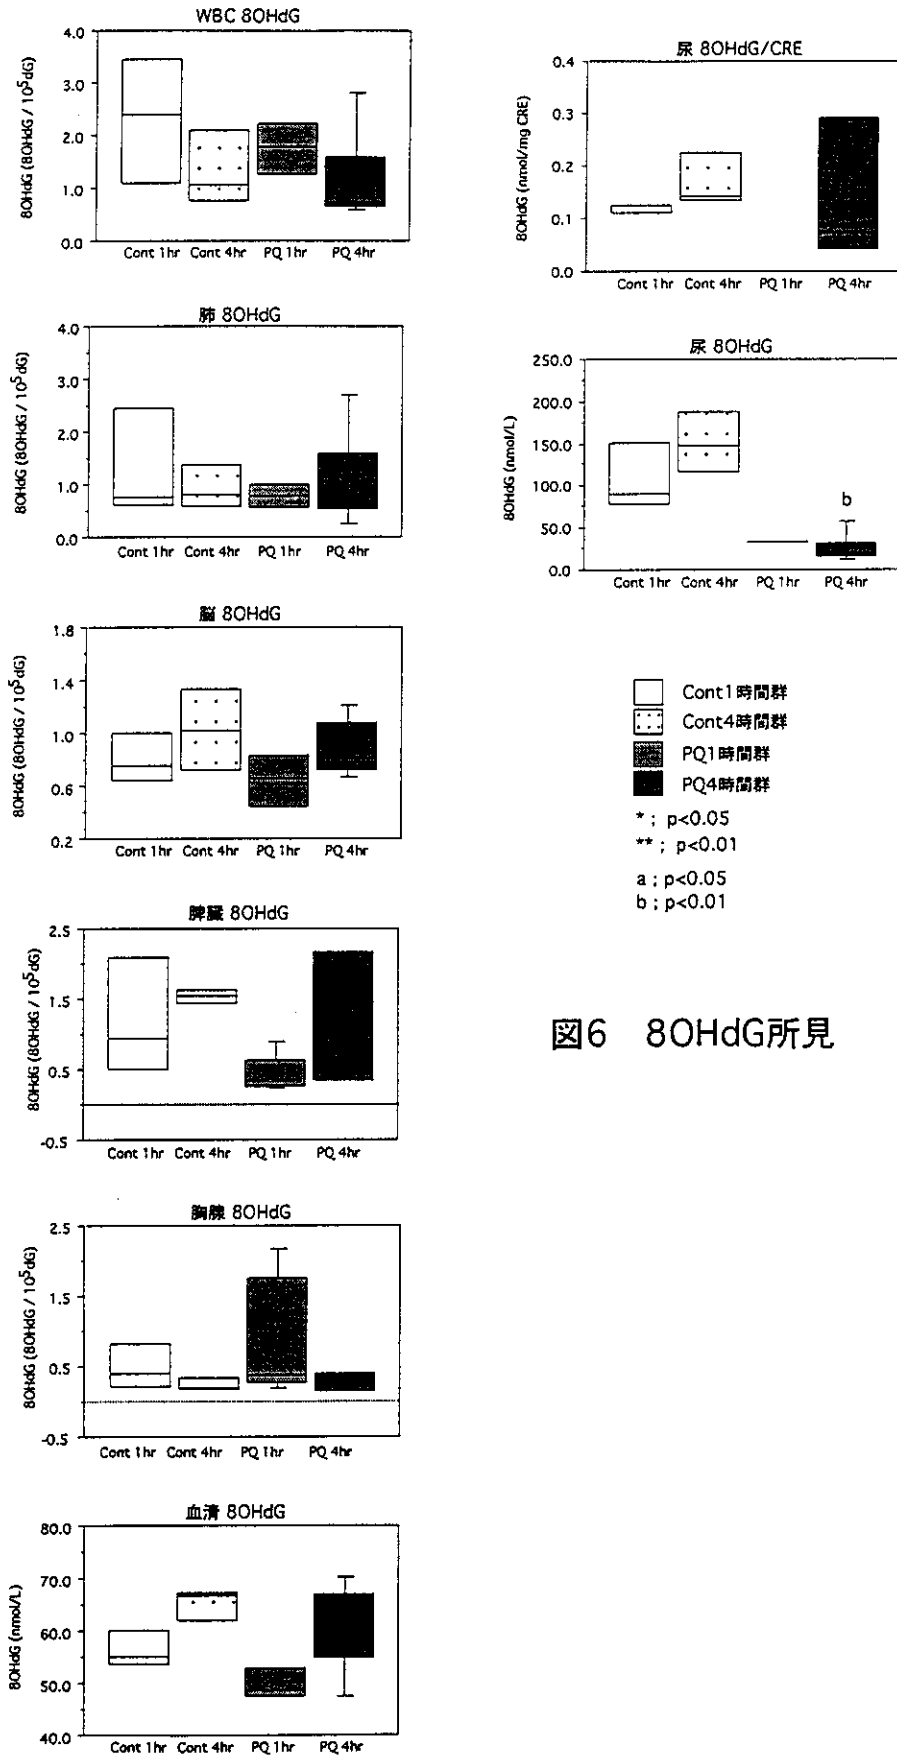 WBC 8OHdG
8OHdG (8OHdG / 10⁵dG)
4.0
3.0
2.0
1.0
0.0
Cont 1hr Cont 4hr PQ 1hr PQ 4hr
肺 8OHdG
8OHdG (8OHdG / 10⁵dG)
4.0
3.0
2.0
1.0
0.0
Cont 1hr Cont 4hr PQ 1hr PQ 4hr
脳 8OHdG
8OHdG (8OHdG / 10⁵dG)
1.8
1.4
1.0
0.6
0.2
Cont 1hr Cont 4hr PQ 1hr PQ 4hr
脾臓 8OHdG
8OHdG (8OHdG / 10⁵dG)
2.5
1.5
0.5
-0.5
Cont 1hr Cont 4hr PQ 1hr PQ 4hr
胸腺 8OHdG
8OHdG (8OHdG / 10⁵dG)
2.5
1.5
0.5
-0.5
Cont 1hr Cont 4hr PQ 1hr PQ 4hr
血清 8OHdG
8OHdG (nmol/L)
80.0
70.0
60.0
50.0
40.0
Cont 1hr Cont 4hr PQ 1hr PQ 4hr
尿 8OHdG/CRE
8OHdG (nmol/mg CRE)
0.4
0.3
0.2
0.1
0.0
Cont 1hr Cont 4hr PQ 1hr PQ 4hr
尿 8OHdG
8OHdG (nmol/L)
250.0
200.0
150.0
100.0
50.0
0.0
b
Cont 1hr Cont 4hr PQ 1hr PQ 4hr
Cont1時間群
Cont4時間群
PQ1時間群
PQ4時間群
* ; p<0.05
** ; p<0.01
a ; p<0.05
b ; p<0.01
図6 8OHdG所見